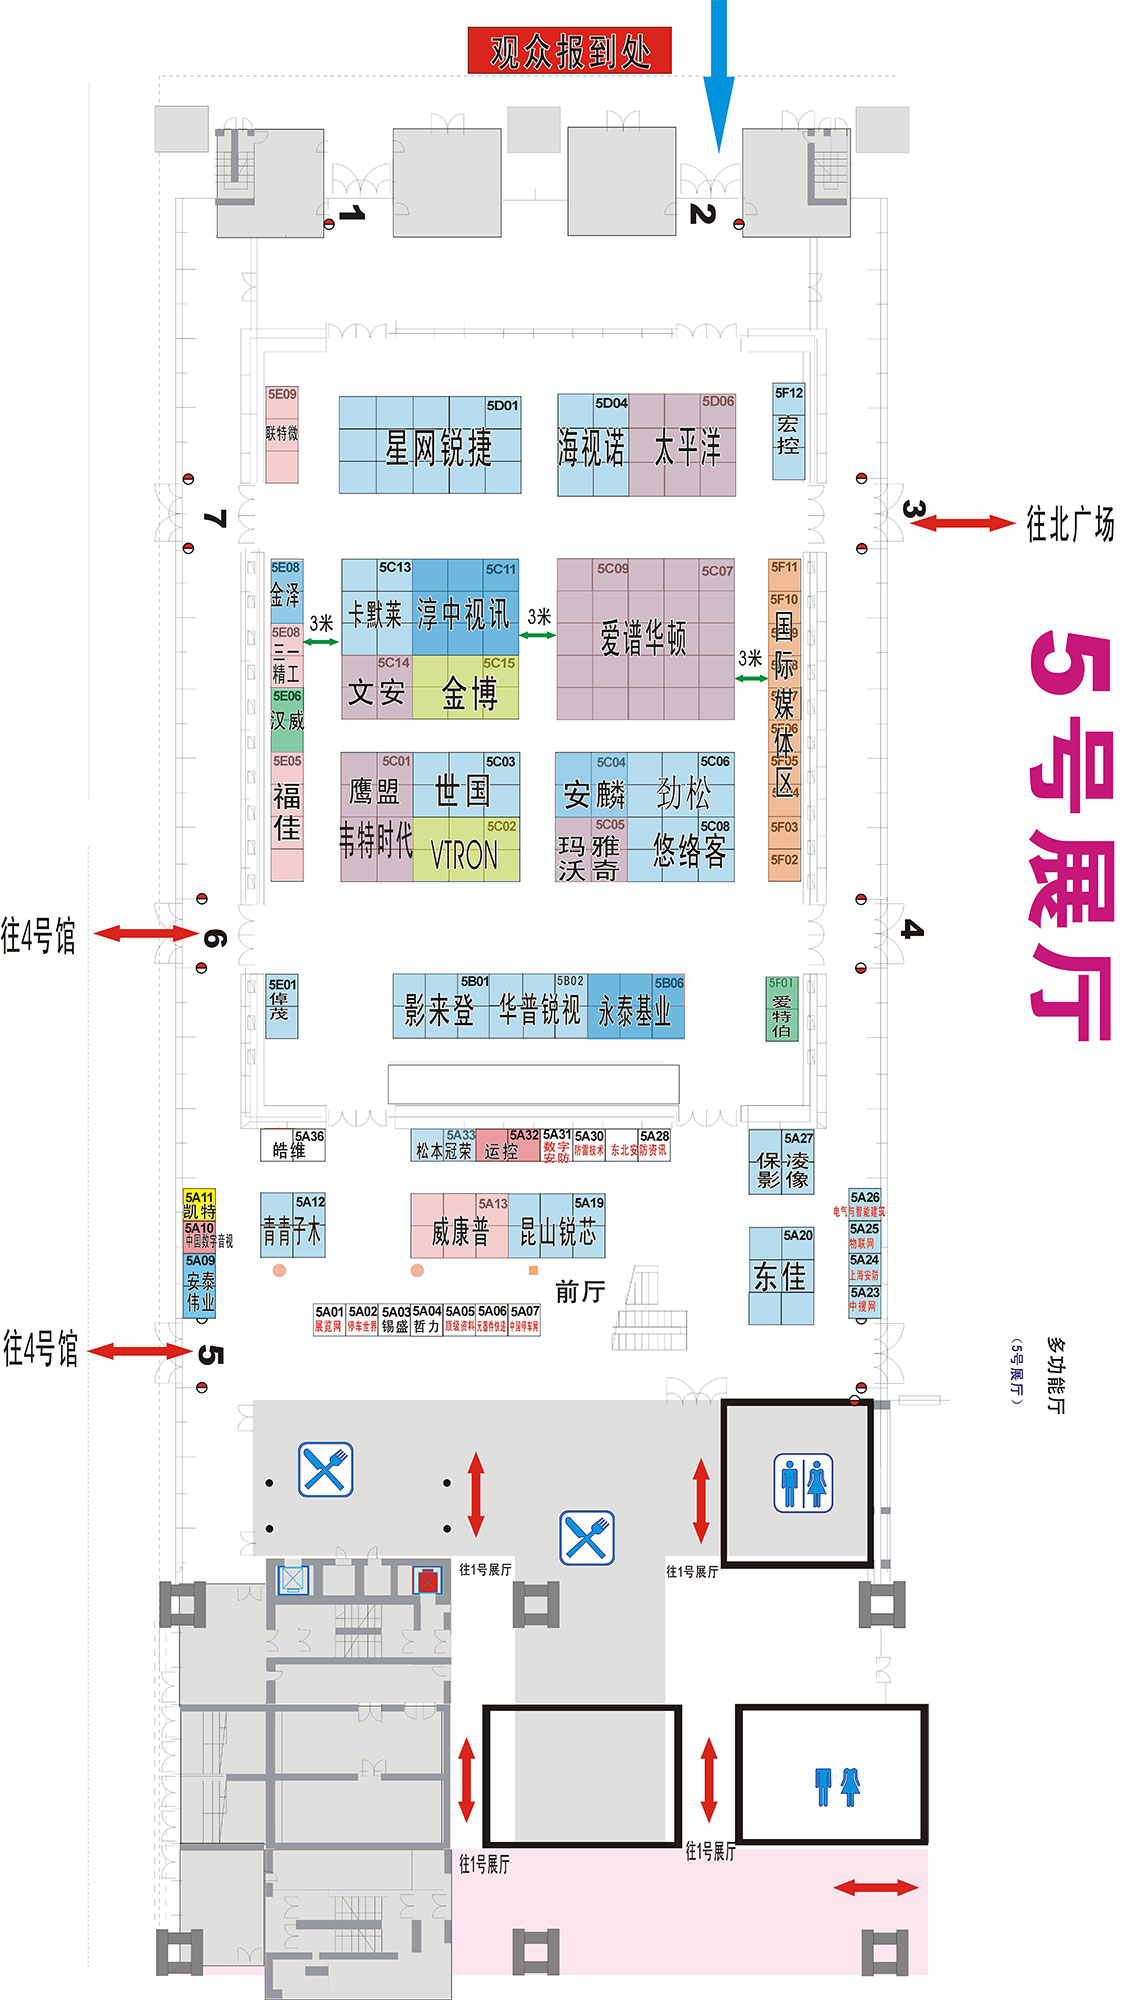 观众报到处
1
2
5E09
联特微
5D01
星网锐捷
5D04
海视诺
5D06
太平洋
5F12
宏控
7
3
往北广场
5E08
金泽
5E08
三一
精工
5E06
汉威
5E05
福佳
3米
5C13
卡默莱
5C11
淳中视讯
5C14
文安
5C15
金博
3米
5C09
5C07
爱谱华顿
3米
5F11
5F10
国际媒体区
5F05
5F03
5F02
5C01
鹰盟
韦特时代
5C03
世国
5C02
VTRON
5C04
安麟
5C06
劲松
5C05
玛雅
沃奇
5C08
悠络客
5号展厅
往4号馆
6
4
5E01
倬茂
5B01
影来登
5B02
华普锐视
5B06
永泰基业
5F01
爱特伯
5A36
皓维
5A33
松本冠荣
5A32
运控
5A31
数字
安防
5A30
防雷技术
5A28
东北安防资讯
5A27
保凌
影像
5A11
凯特
5A10
中国数字音视
5A09
安泰
伟业
5A12
青青子木
5A13
威康普
5A19
昆山锐芯
5A20
东佳
5A26
电气与智能建筑
5A25
物联网
5A24
上海安防
5A23
中搜网
前厅
5A01
展览网
5A02
停车世界
5A03
锡盛
5A04
哲力
5A05
顶级资料
5A06
元器件快递
5A07
中国停车网
往4号馆
5
多功能厅
（5号展厅）
往1号展厅
往1号展厅
往1号展厅
往1号展厅